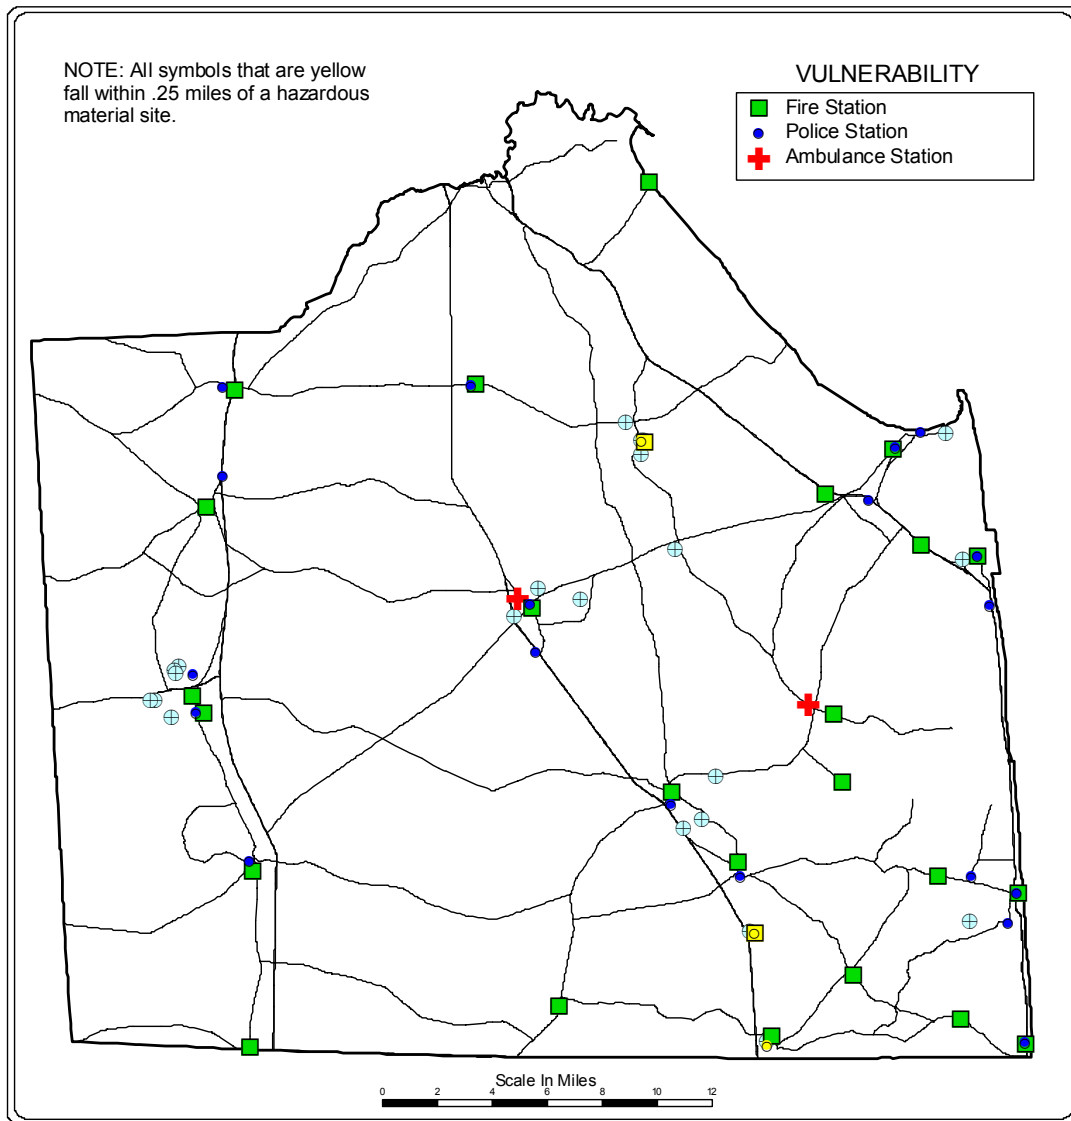 NOTE: All symbols that are yellow
fall within .25 miles of a hazardous
material site.
VULNERABILITY
Fire Station
Police Station
Ambulance Station
Scale In Miles
0 2 4 6 8 10 12